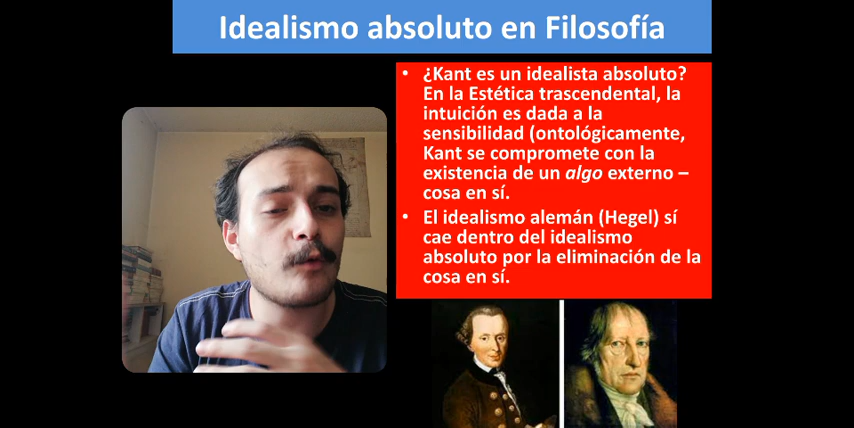 Idealismo absoluto en Filosofía
• ¿Kant es un idealista absoluto?
En la Estética trascendental, la
intuición es dada a la
sensibilidad (ontológicamente,
Kant se compromete con la
existencia de un algo externo –
cosa en sí.
• El idealismo alemán (Hegel) sí
cae dentro del idealismo
absoluto por la eliminación de la
cosa en sí.